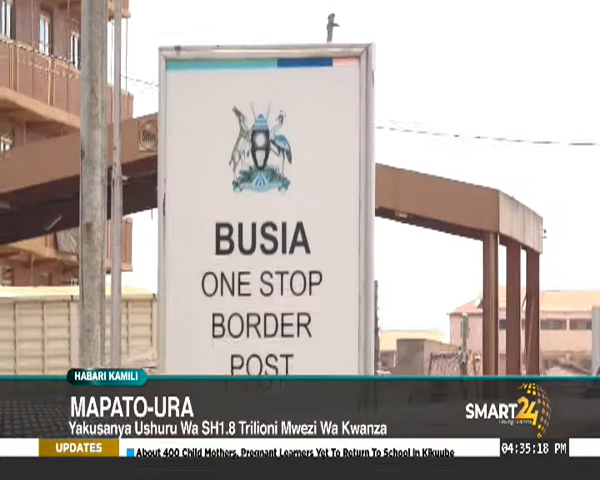 BUSIA
ONE STOP
BORDER
POST
HABARI KAMILI
MAPATO-URA
Yakusanya Ushuru Wa SH1.8 Trilioni Mwezi Wa Kwanza
SMART24
UPDATES
About 400 Child Mothers, Pregnant Learners Yet To Return To School In Kikuube
04:35:18 PM